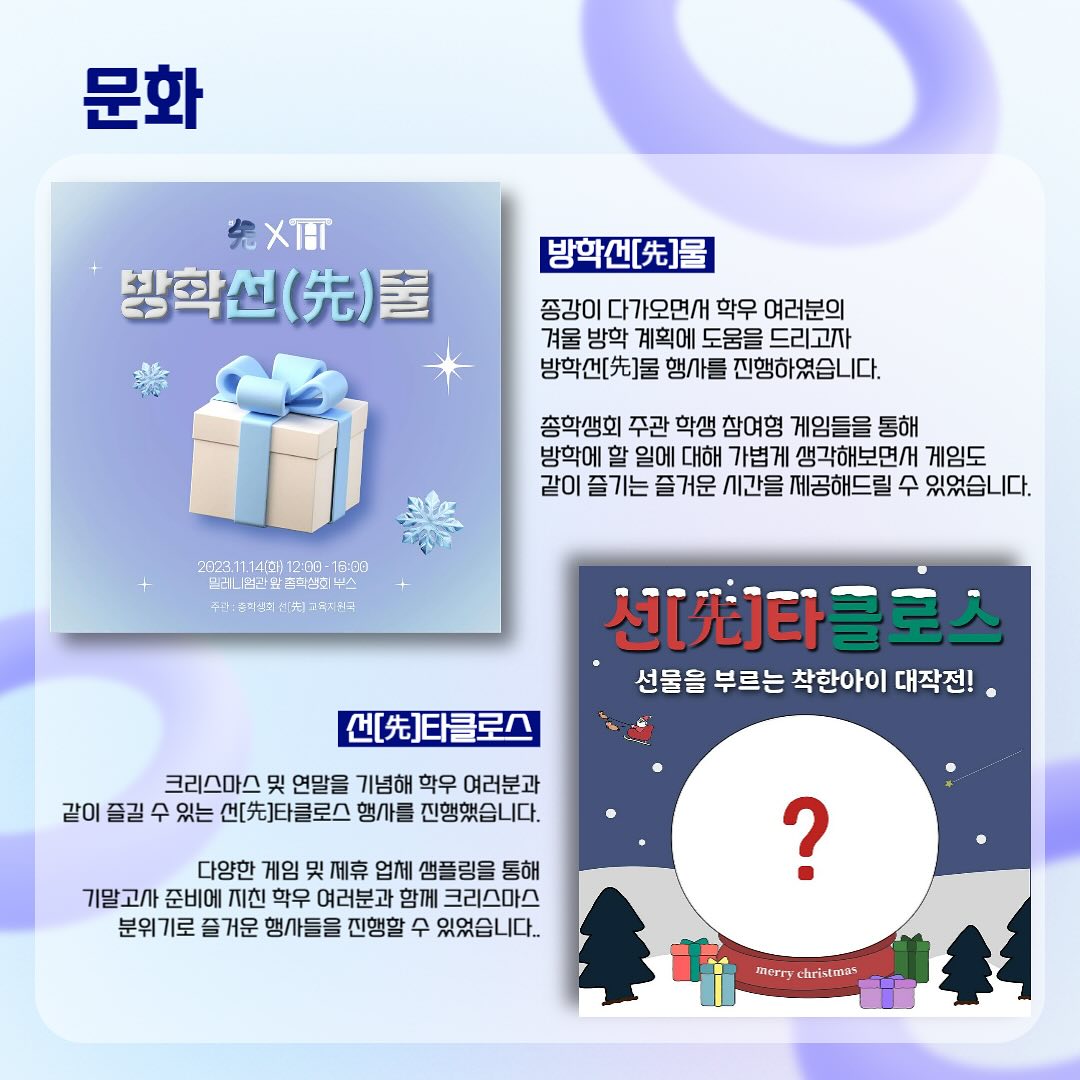 문화
先 X
방학선(先)물
2023.11.14(화) 12:00 - 16:00
밀레니엄관 앞 총학생회 부스
주관 : 총학생회 선[先] 교육지원국
방학선[先]물
종강이 다가오면서 학우 여러분의
겨울 방학 계획에 도움을 드리고자
방학선[先]물 행사를 진행하였습니다.
총학생회 주관 학생 참여형 게임들을 통해
방학에 할 일에 대해 가볍게 생각해보면서 게임도
같이 즐기는 즐거운 시간을 제공해드릴 수 있었습니다.
선[先]타클로스
크리스마스 및 연말을 기념해 학우 여러분과
같이 즐길 수 있는 선[先]타클로스 행사를 진행했습니다.
다양한 게임 및 제휴 업체 샘플링을 통해
기말고사 준비에 지친 학우 여러분과 함께 크리스마스
분위기로 즐거운 행사들을 진행할 수 있었습니다..
선[先]타클로스
선물을 부르는 착한아이 대작전!
?
merry christmas